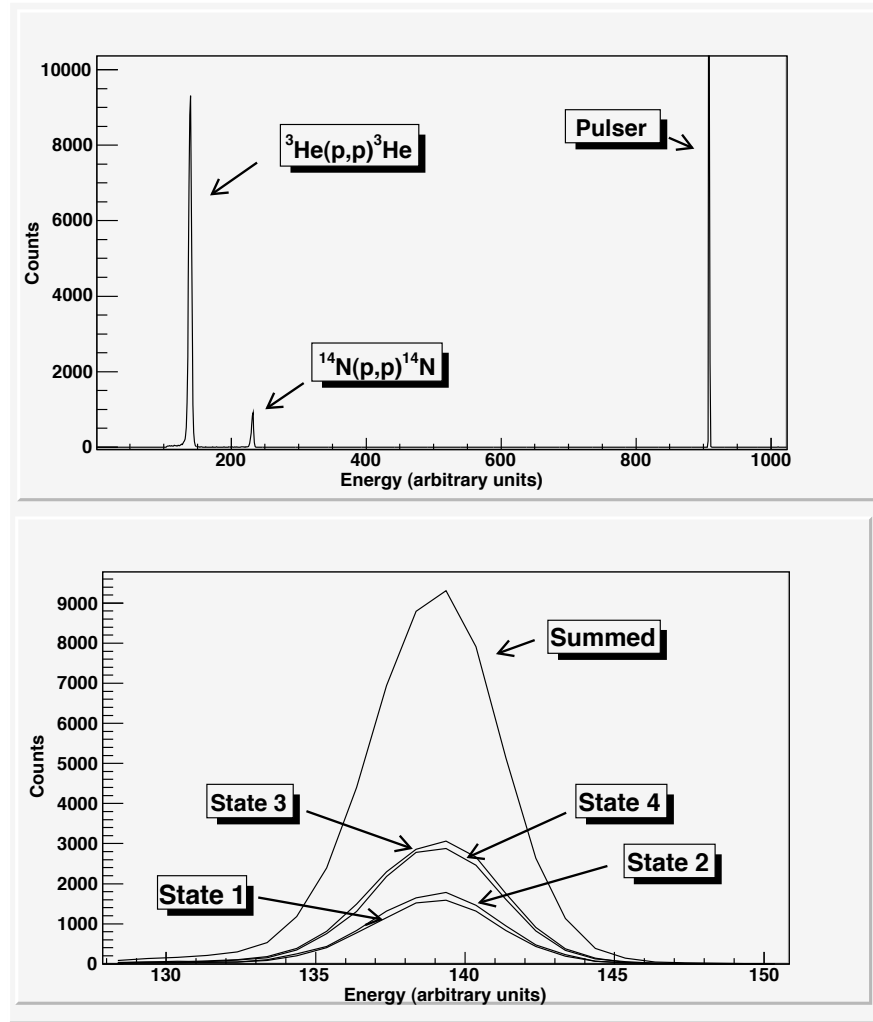 10000
8000
6000
4000
2000
0
Counts
³He(p,p)³He
Pulser
¹⁴N(p,p)¹⁴N
200
400
600
800
1000
Energy (arbitrary units)
9000
8000
7000
6000
5000
4000
3000
2000
1000
0
Counts
Summed
State 3
State 4
State 1
State 2
130
135
140
145
150
Energy (arbitrary units)